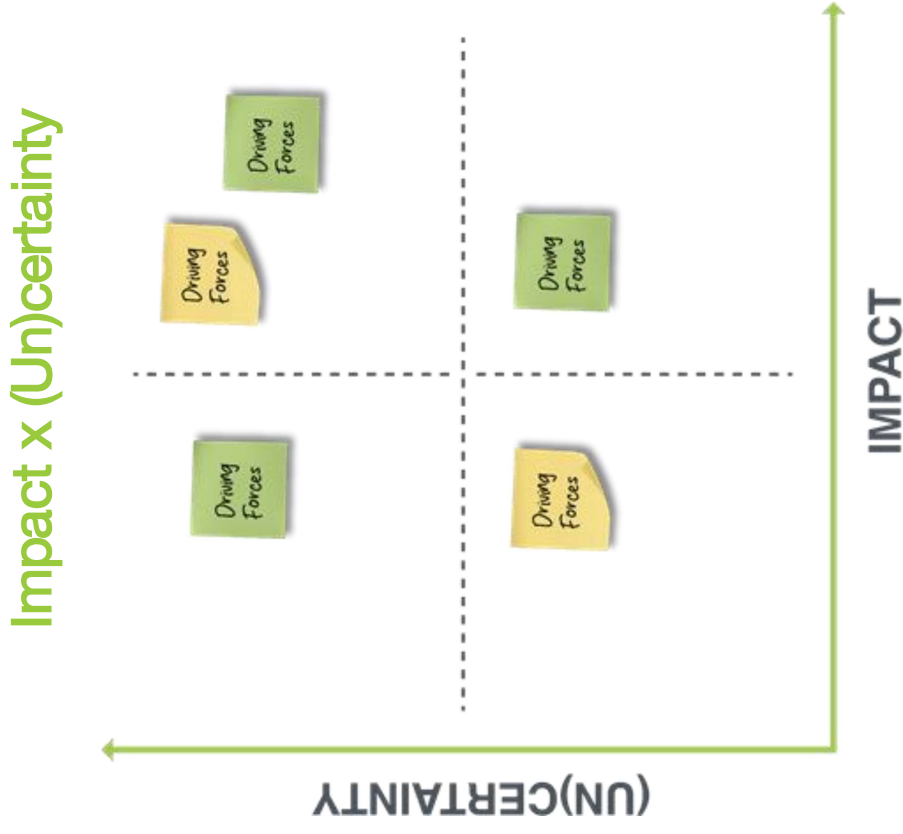 Impact x (Un)certainty
(UN)CERTAINTY
Driving
Forces
Driving
Forces
Driving
Forces
Driving
Forces
Driving
Forces
IMPACT